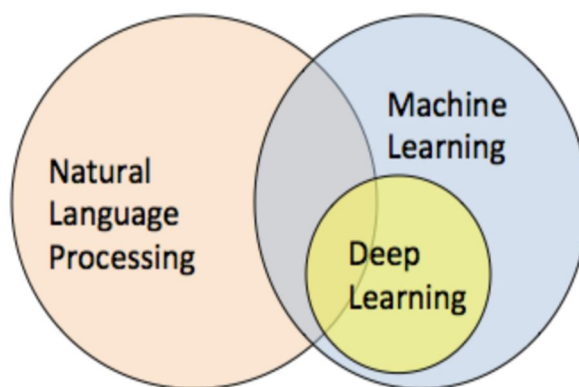 Natural
Language
Processing
Machine
Learning
Deep
Learning